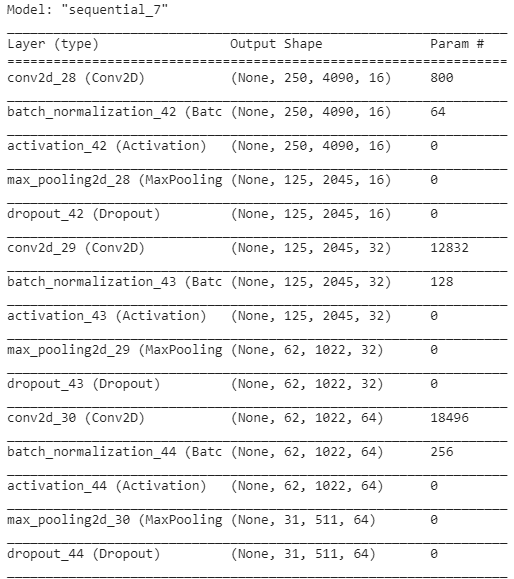 Model: "sequential_7"
Layer (type) Output Shape Param #
conv2d_28 (Conv2D) (None, 250, 4090, 16) 800
batch_normalization_42 (Batc (None, 250, 4090, 16) 64
activation_42 (Activation) (None, 250, 4090, 16) 0
max_pooling2d_28 (MaxPooling (None, 125, 2045, 16) 0
dropout_42 (Dropout) (None, 125, 2045, 16) 0
conv2d_29 (Conv2D) (None, 125, 2045, 32) 12832
batch_normalization_43 (Batc (None, 125, 2045, 32) 128
activation_43 (Activation) (None, 125, 2045, 32) 0
max_pooling2d_29 (MaxPooling (None, 62, 1022, 32) 0
dropout_43 (Dropout) (None, 62, 1022, 32) 0
conv2d_30 (Conv2D) (None, 62, 1022, 64) 18496
batch_normalization_44 (Batc (None, 62, 1022, 64) 256
activation_44 (Activation) (None, 62, 1022, 64) 0
max_pooling2d_30 (MaxPooling (None, 31, 511, 64) 0
dropout_44 (Dropout) (None, 31, 511, 64) 0